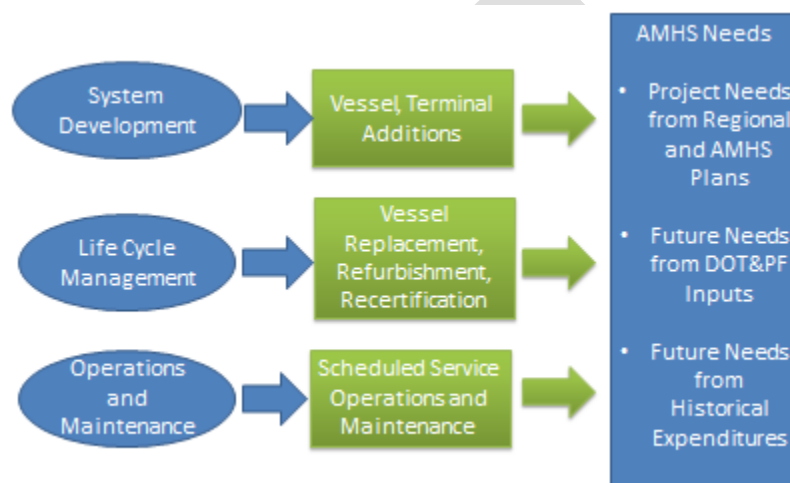 System
Development
Vessel, Terminal
Additions
Life Cycle
Management
Vessel
Replacement,
Refurbishment,
Recertification
Operations
and
Maintenance
Scheduled Service
Operations and
Maintenance
AMHS Needs
• Project Needs
from Regional
and AMHS
Plans
• Future Needs
from DOT&PF
Inputs
• Future Needs
from
Historical
Expenditures